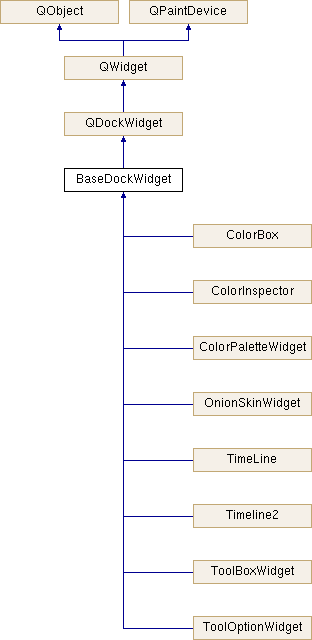 QObject
QPaintDevice
QWidget
QDockWidget
BaseDockWidget
ColorBox
ColorInspector
ColorPaletteWidget
OnionSkinWidget
TimeLine
Timeline2
ToolBoxWidget
ToolOptionWidget